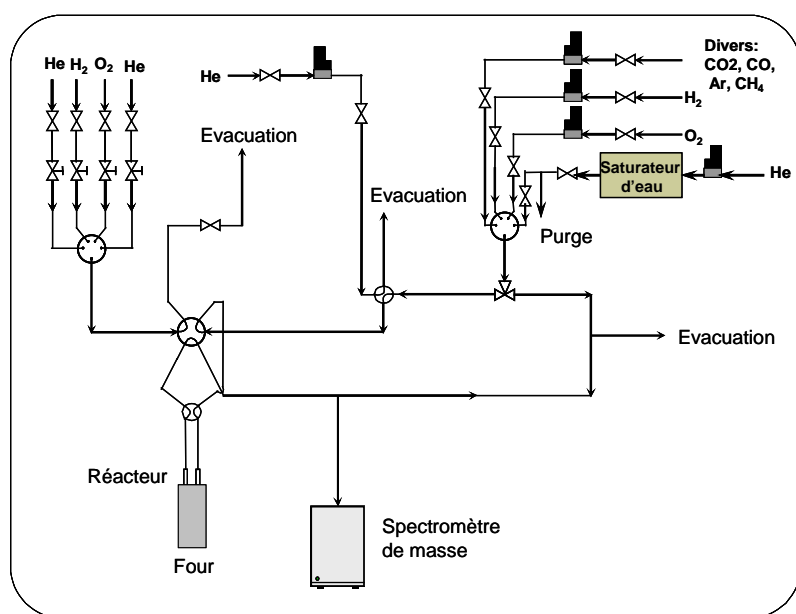 He H2 O2 He
He
Evacuation
Evacuation
Divers:
CO2, CO,
Ar, CH4
H2
O2
Saturateur
d'eau
He
Purge
Evacuation
Réacteur
Four
Spectromètre
de masse